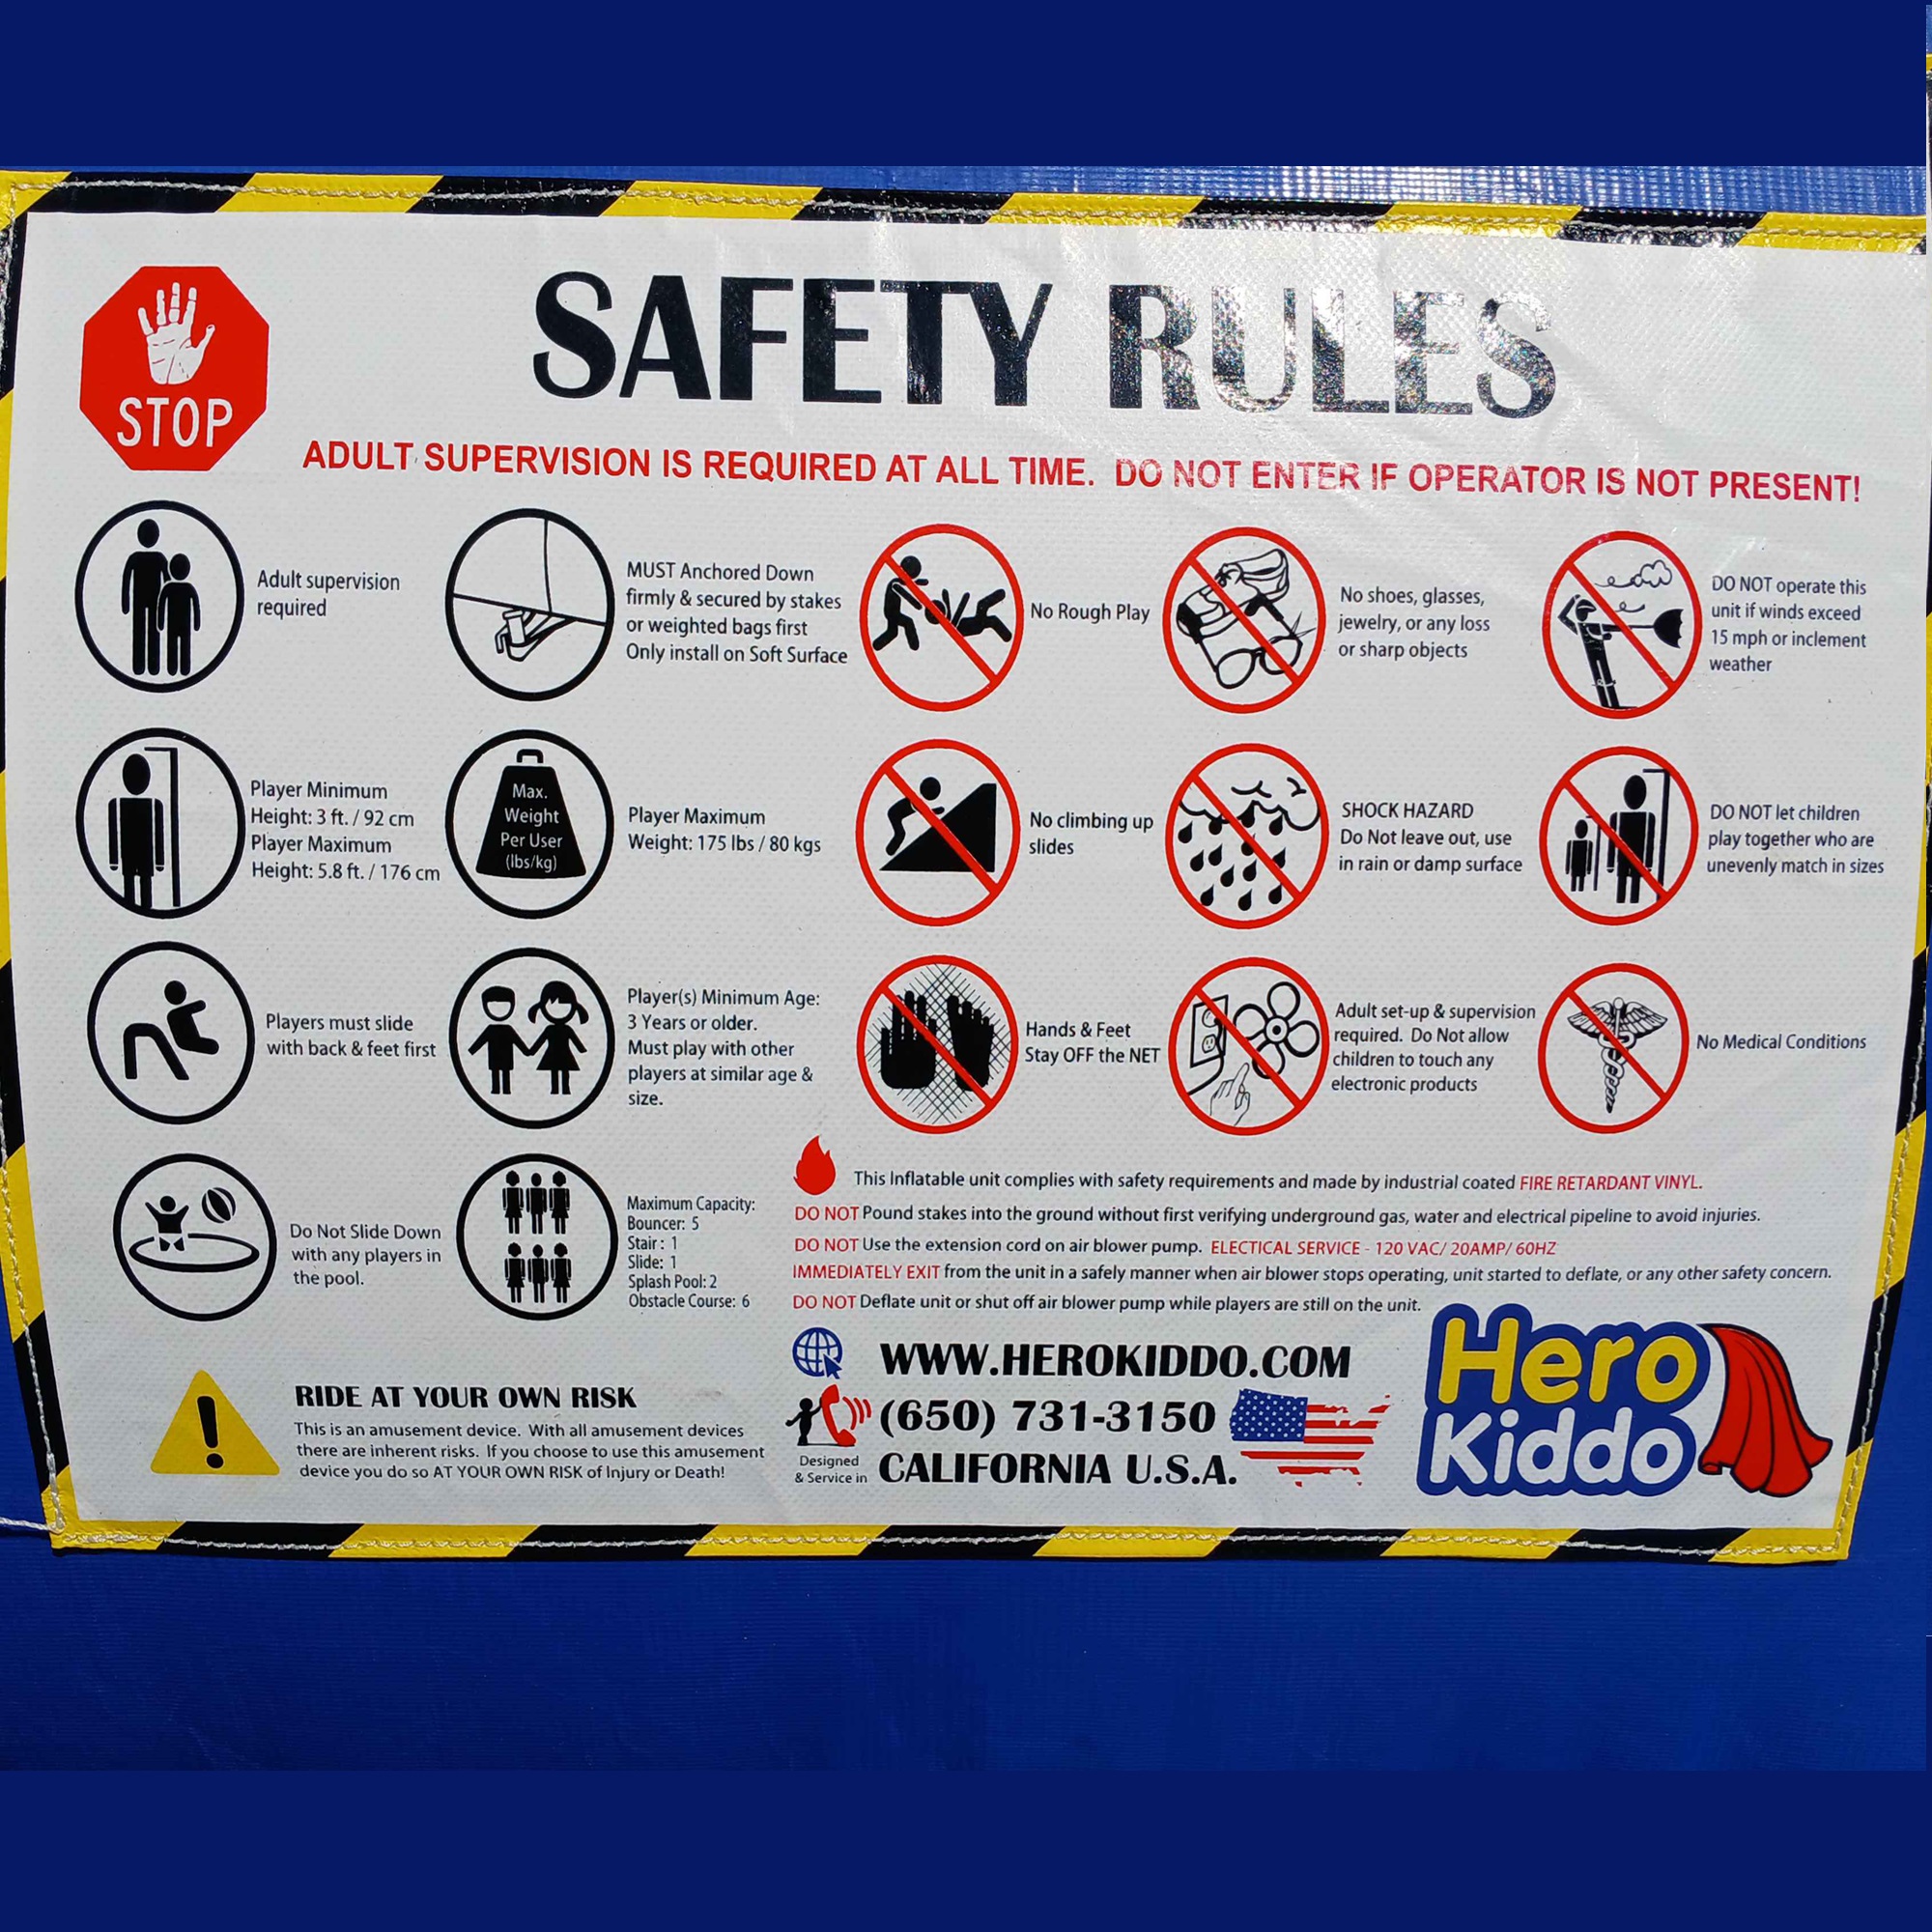 STOP
SAFETY RULES
ADULT SUPERVISION IS REQUIRED AT ALL TIME. DO NOT ENTER IF OPERATOR IS NOT PRESENT!
Adult supervision
required
MUST Anchored Down
firmly & secured by stakes
or weighted bags first
Only install on Soft Surface
No Rough Play
No shoes, glasses,
jewelry, or any loss
or sharp objects
DO NOT operate this
unit if winds exceed
15 mph or inclement
weather
Player Minimum
Height: 3 ft. / 92 cm
Player Maximum
Height: 5.8 ft. / 176 cm
Max.
Weight
Per User
(lbs/kg)
Player Maximum
Weight: 175 lbs / 80 kgs
No climbing up
slides
SHOCK HAZARD
Do Not leave out, use
in rain or damp surface
DO NOT let children
play together who are
unevenly match in sizes
Players must slide
with back & feet first
Player(s) Minimum Age:
3 Years or older.
Must play with other
players at similar age &
size.
Hands & Feet
Stay OFF the NET
Adult set-up & supervision
required. Do Not allow
children to touch any
electronic products
No Medical Conditions
Do Not Slide Down
with any players in
the pool.
Maximum Capacity:
Bouncer: 5
Stair: 1
Slide: 1
Splash Pool: 2
Obstacle Course: 6
This Inflatable unit complies with safety requirements and made by industrial coated FIRE RETARDANT VINYL.
DO NOT Pound stakes into the ground without first verifying underground gas, water and electrical pipeline to avoid injuries.
DO NOT Use the extension cord on air blower pump. ELECTICAL SERVICE - 120 VAC/ 20AMP/ 60HZ
IMMEDIATELY EXIT from the unit in a safely manner when air blower stops operating, unit started to deflate, or any other safety concern.
DO NOT Deflate unit or shut off air blower pump while players are still on the unit.
RIDE AT YOUR OWN RISK
This is an amusement device. With all amusement devices
there are inherent risks. If you choose to use this amusement
device you do so AT YOUR OWN RISK of Injury or Death!
WWW.HEROKIDDO.COM
(650) 731-3150
Designed
& Service in
CALIFORNIA U.S.A.
Hero
Kiddo